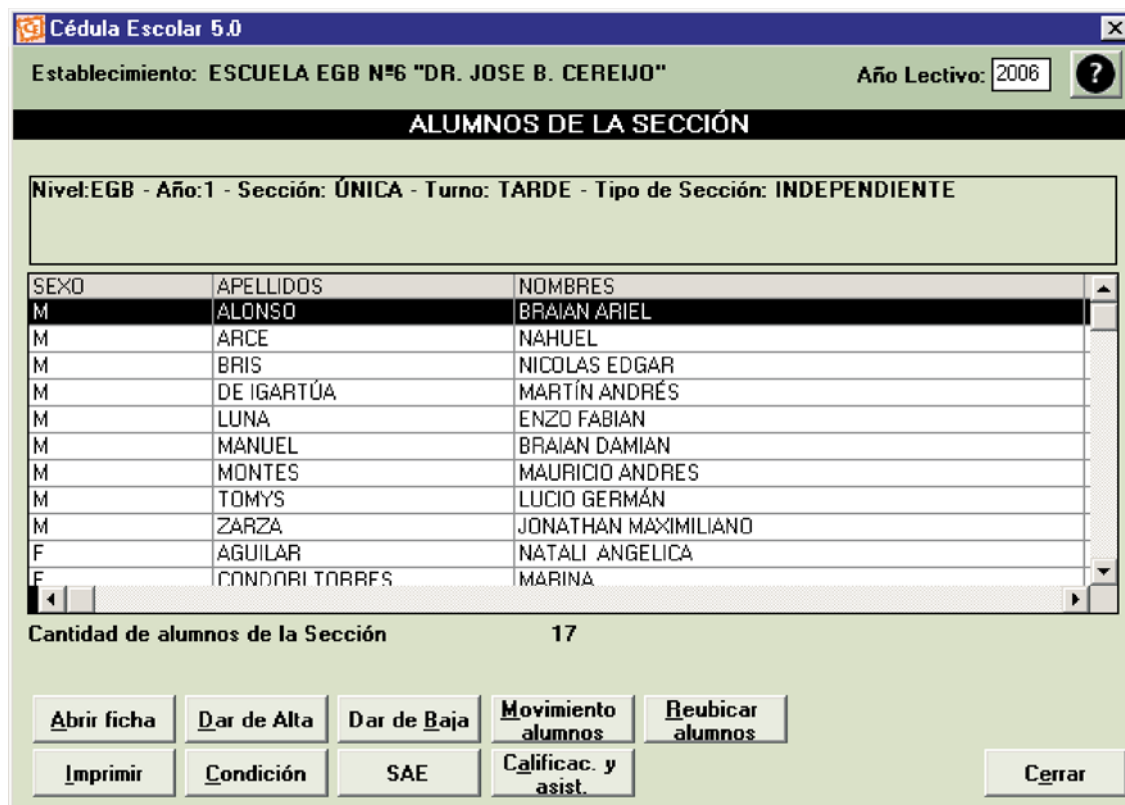 Cédula Escolar 5.0
Establecimiento: ESCUELA EGB Nº6 "DR. JOSE B. CEREIJO" Año Lectivo: 2006 ?
ALUMNOS DE LA SECCIÓN
Nivel:EGB - Año:1 - Sección: ÚNICA - Turno: TARDE - Tipo de Sección: INDEPENDIENTE
SEXO APELLIDOS NOMBRES
M ALONSO BRAIAN ARIEL
M ARCE NAHUEL
M BRIS NICOLAS EDGAR
M DE IGARTÚA MARTÍN ANDRÉS
M LUNA ENZO FABIAN
M MANUEL BRAIAN DAMIAN
M MONTES MAURICIO ANDRES
M TOMYS LUCIO GERMÁN
M ZARZA JONATHAN MAXIMILIANO
F AGUILAR NATALI ANGELICA
F CONDORI TORRES MARINA
Cantidad de alumnos de la Sección 17
Abrir ficha Dar de Alta Dar de Baja Movimiento alumnos Reubicar alumnos
Imprimir Condición SAE Calificac. y asist. Cerrar